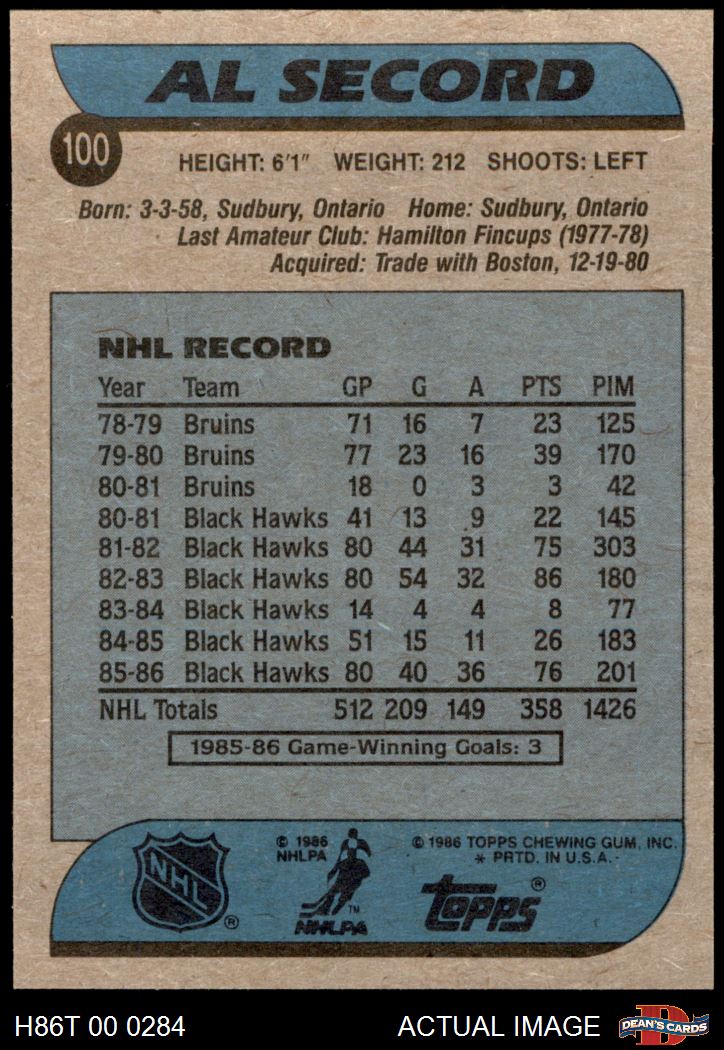 AL SECORD
100
HEIGHT: 6'1" WEIGHT: 212 SHOOTS: LEFT
Born: 3-3-58, Sudbury, Ontario Home: Sudbury, Ontario
Last Amateur Club: Hamilton Fincups (1977-78)
Acquired: Trade with Boston, 12-19-80
NHL RECORD
Year Team GP G A PTS PIM
78-79 Bruins 71 16 7 23 125
79-80 Bruins 77 23 16 39 170
80-81 Bruins 18 0 3 3 42
80-81 Black Hawks 41 13 9 22 145
81-82 Black Hawks 80 44 31 75 303
82-83 Black Hawks 80 54 32 86 180
83-84 Black Hawks 14 4 4 8 77
84-85 Black Hawks 51 15 11 26 183
85-86 Black Hawks 80 40 36 76 201
NHL Totals 512 209 149 358 1426
1985-86 Game-Winning Goals: 3
NHL ®
© 1986
NHLPA
TM
NHLPA
© 1986 TOPPS CHEWING GUM, INC.
* PRTD. IN U.S.A.
topps ®
H86T 00 0284
ACTUAL IMAGE
D
DEAN'S CARDS